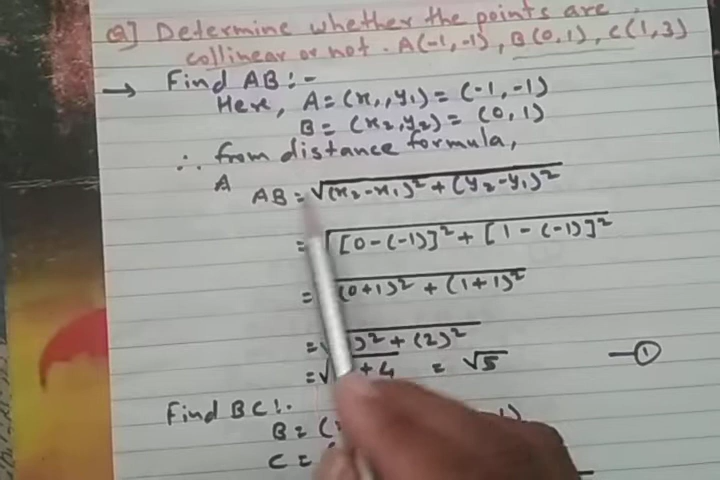 Q] Determine whether the points are
collinear or not. A(-1,-1), B(0,1), C(1,3)
→ Find AB:-
Here, A=(x₁,y₁) = (-1,-1)
B= (x₂,y₂) = (0,1)
∴ from distance formula,
A AB=√(x₂-x₁)²+(y₂-y₁)²
= √[0-(-1)]²+[1-(-1)]²
= (0+1)² + (1+1)²
=√ )²+(2)²
=√ +4 = √5 —①
Find BC:.
B= (
C=